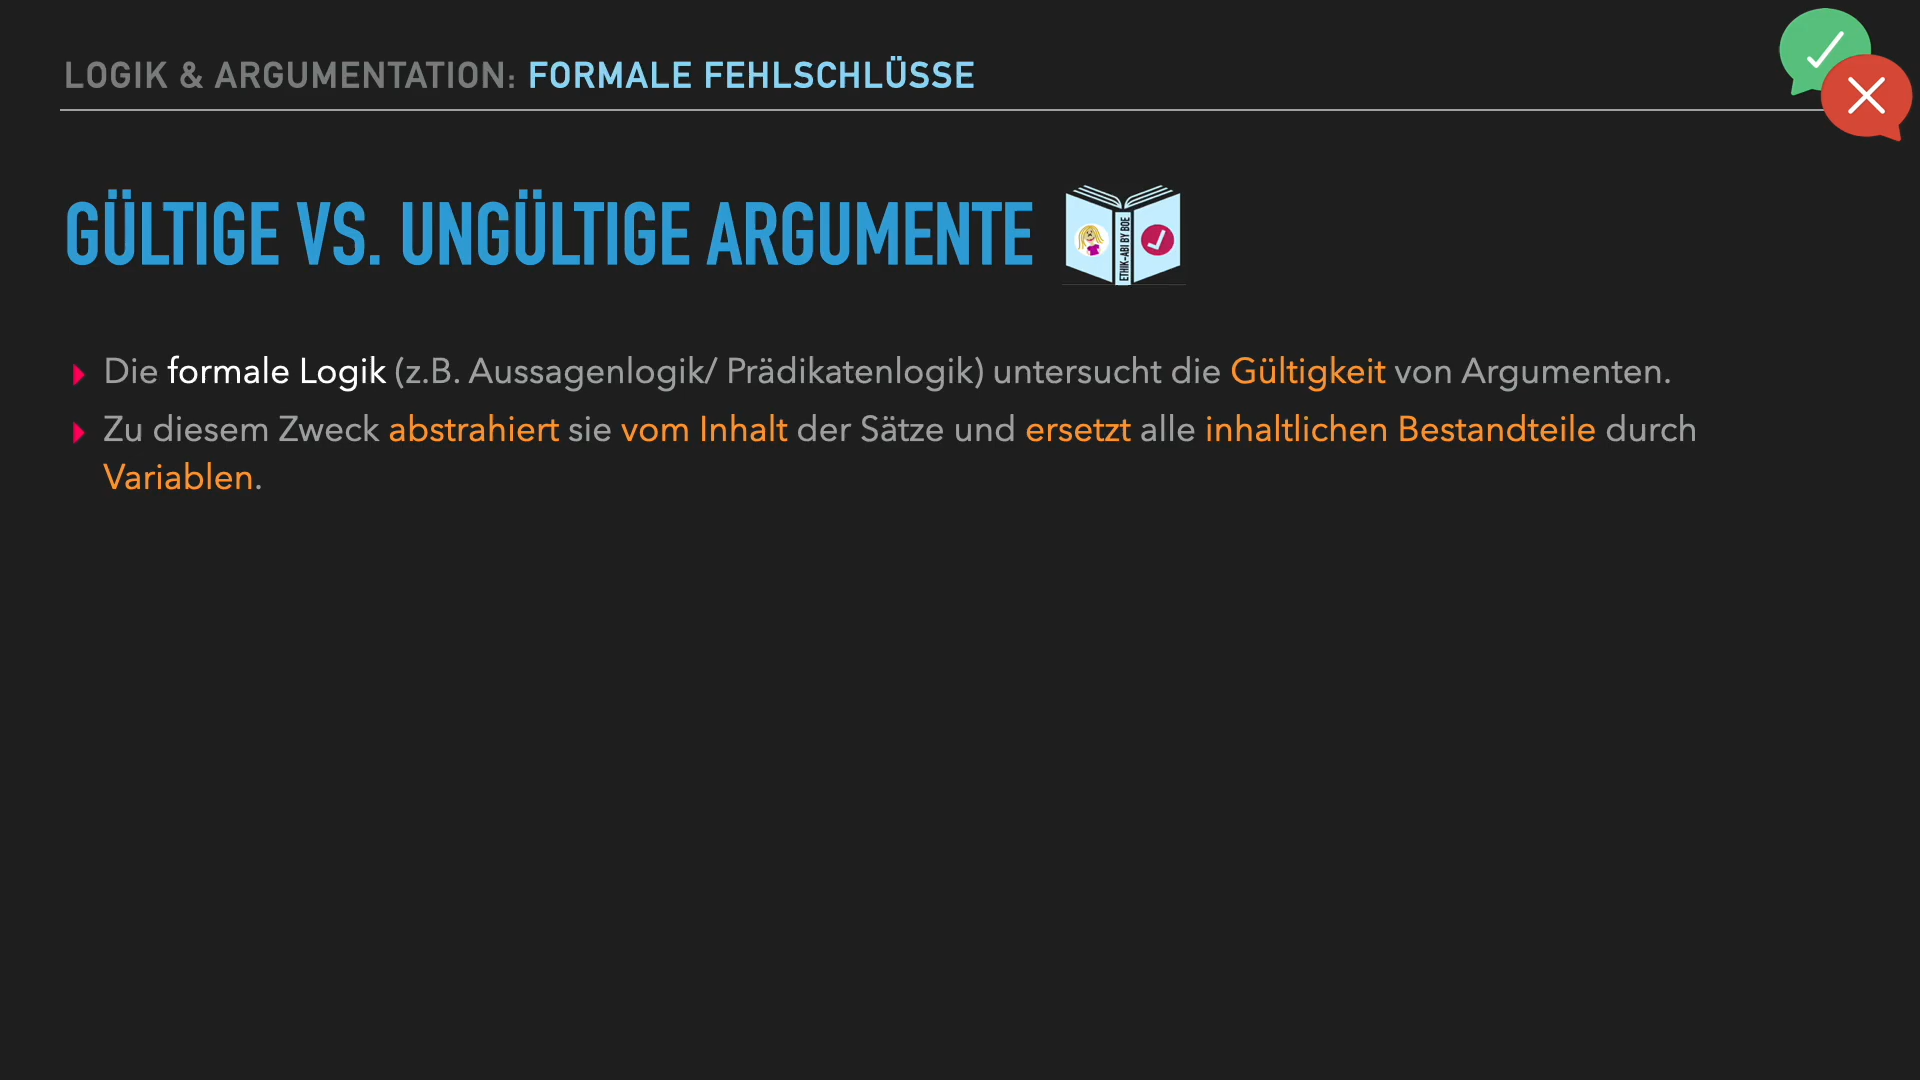 LOGIK & ARGUMENTATION: FORMALE FEHLSCHLÜSSE
GÜLTIGE VS. UNGÜLTIGE ARGUMENTE
ETHIK-ABI BY BOE
Die formale Logik (z.B. Aussagenlogik/ Prädikatenlogik) untersucht die Gültigkeit von Argumenten.
Zu diesem Zweck abstrahiert sie vom Inhalt der Sätze und ersetzt alle inhaltlichen Bestandteile durch
Variablen.